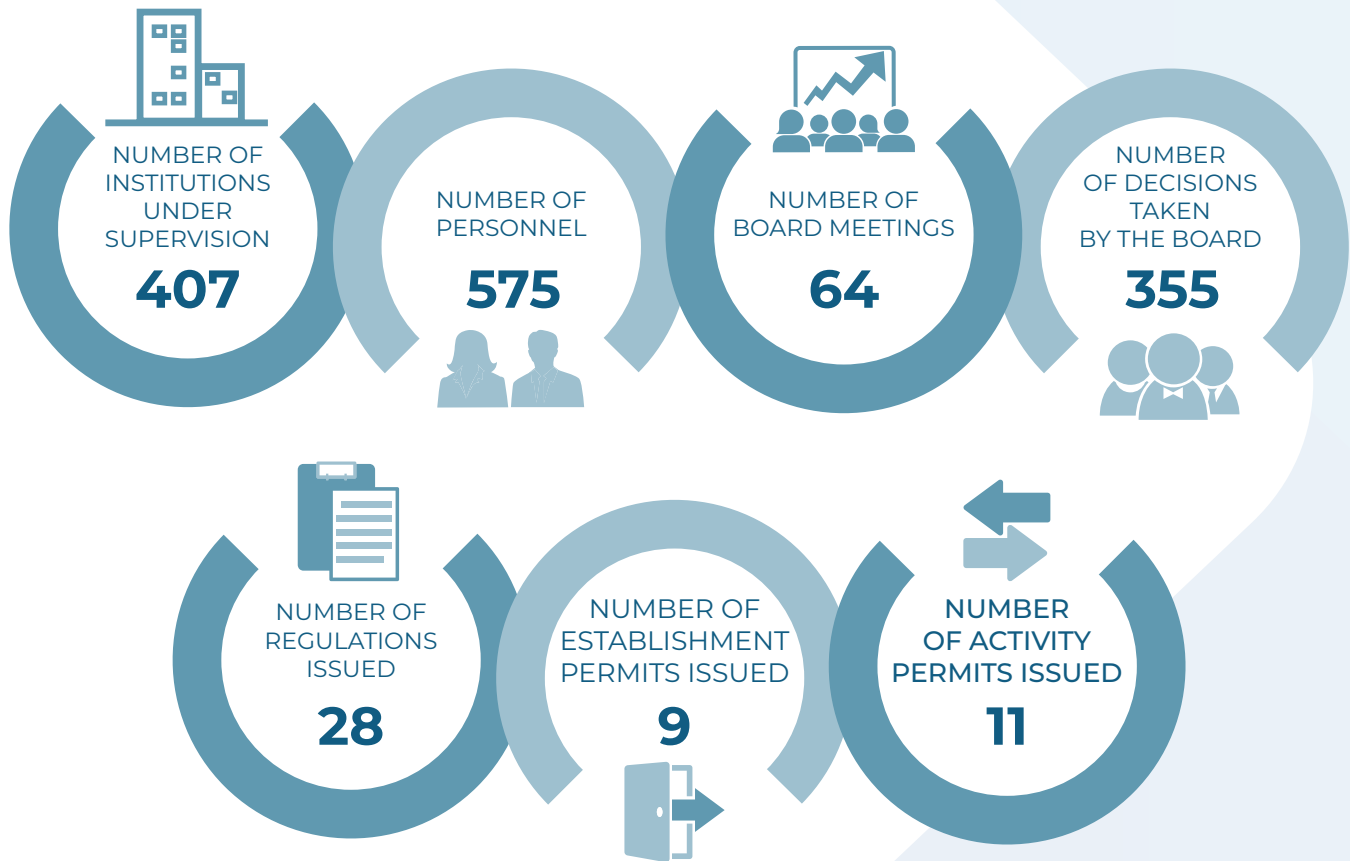 NUMBER OF
INSTITUTIONS
UNDER
SUPERVISION
407
NUMBER OF
PERSONNEL
575
NUMBER OF
BOARD MEETINGS
64
NUMBER
OF DECISIONS
TAKEN
BY THE BOARD
355
NUMBER OF
REGULATIONS
ISSUED
28
NUMBER OF
ESTABLISHMENT
PERMITS ISSUED
9
NUMBER
OF ACTIVITY
PERMITS ISSUED
11